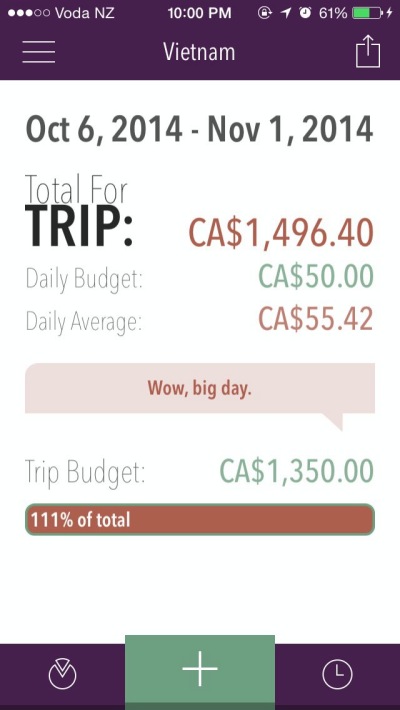 Voda NZ 10:00 PM 61%
Vietnam
Oct 6, 2014 - Nov 1, 2014
Total For
TRIP: CA$1,496.40
Daily Budget: CA$50.00
Daily Average: CA$55.42
Wow, big day.
Trip Budget: CA$1,350.00
111% of total